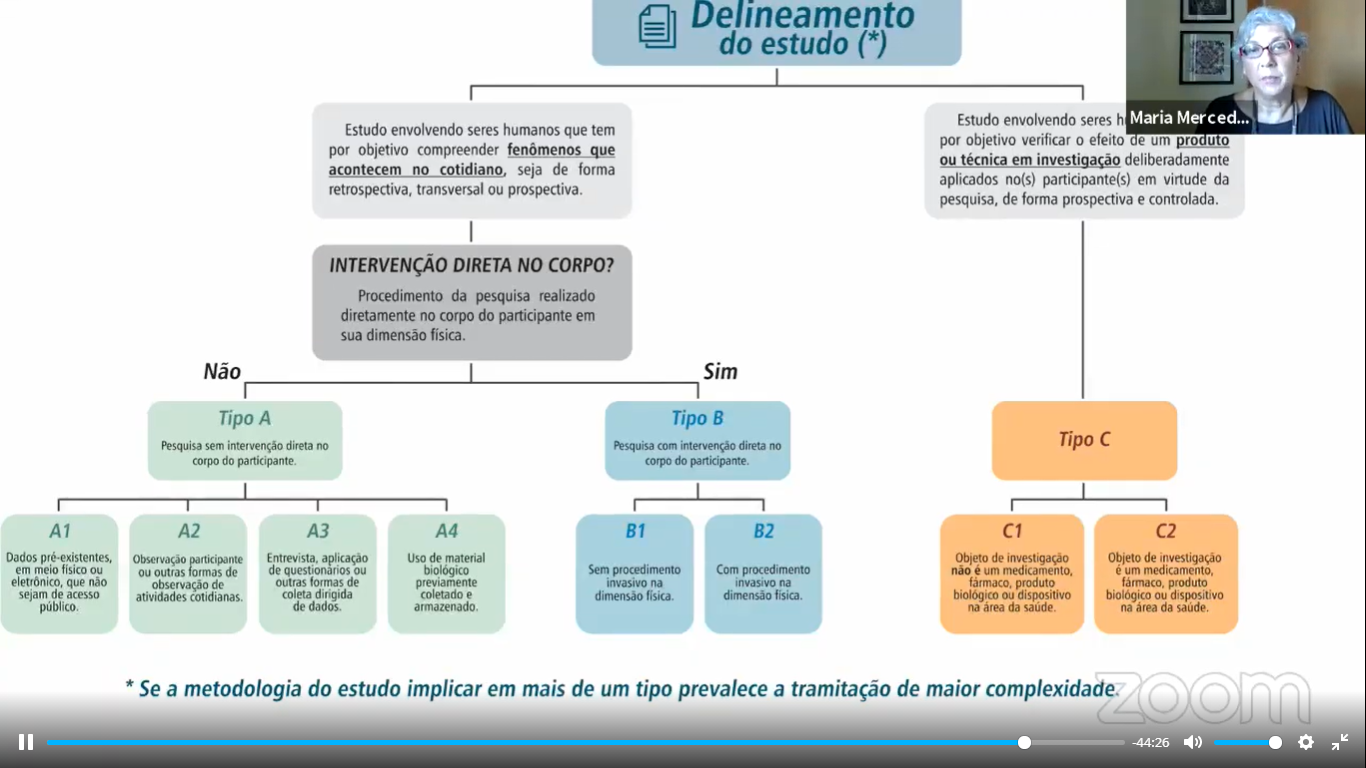 Delineamento
do estudo (*)
Maria Merced...
Estudo envolvendo seres humanos que tem
por objetivo compreender fenômenos que
acontecem no cotidiano, seja de forma
retrospectiva, transversal ou prospectiva.
Estudo envolvendo seres
por objetivo verificar o efeito de um produto
ou técnica em investigação deliberadamente
aplicados no(s) participante(s) em virtude da
pesquisa, de forma prospectiva e controlada.
INTERVENÇÃO DIRETA NO CORPO?
Procedimento da pesquisa realizado
diretamente no corpo do participante em
sua dimensão física.
Não
Sim
Tipo A
Pesquisa sem intervenção direta no
corpo do participante.
Tipo B
Pesquisa com intervenção direta no
corpo do participante.
Tipo C
A1
Dados pré-existentes,
em meio físico ou
eletrônico, que não
sejam de acesso
público.
A2
Observação participante
ou outras formas de
observação de
atividades cotidianas.
A3
Entrevista, aplicação
de questionários ou
outras formas de
coleta dirigida
de dados.
A4
Uso de material
biológico
previamente
coletado e
armazenado.
B1
Sem procedimento
invasivo na
dimensão física.
B2
Com procedimento
invasivo na
dimensão física.
C1
Objeto de investigação
não é um medicamento,
fármaco, produto
biológico ou dispositivo
na área da saúde.
C2
Objeto de investigação
é um medicamento,
fármaco, produto
biológico ou dispositivo
na área da saúde.
* Se a metodologia do estudo implicar em mais de um tipo prevalece a tramitação de maior complexidade.
zoom
-44:26